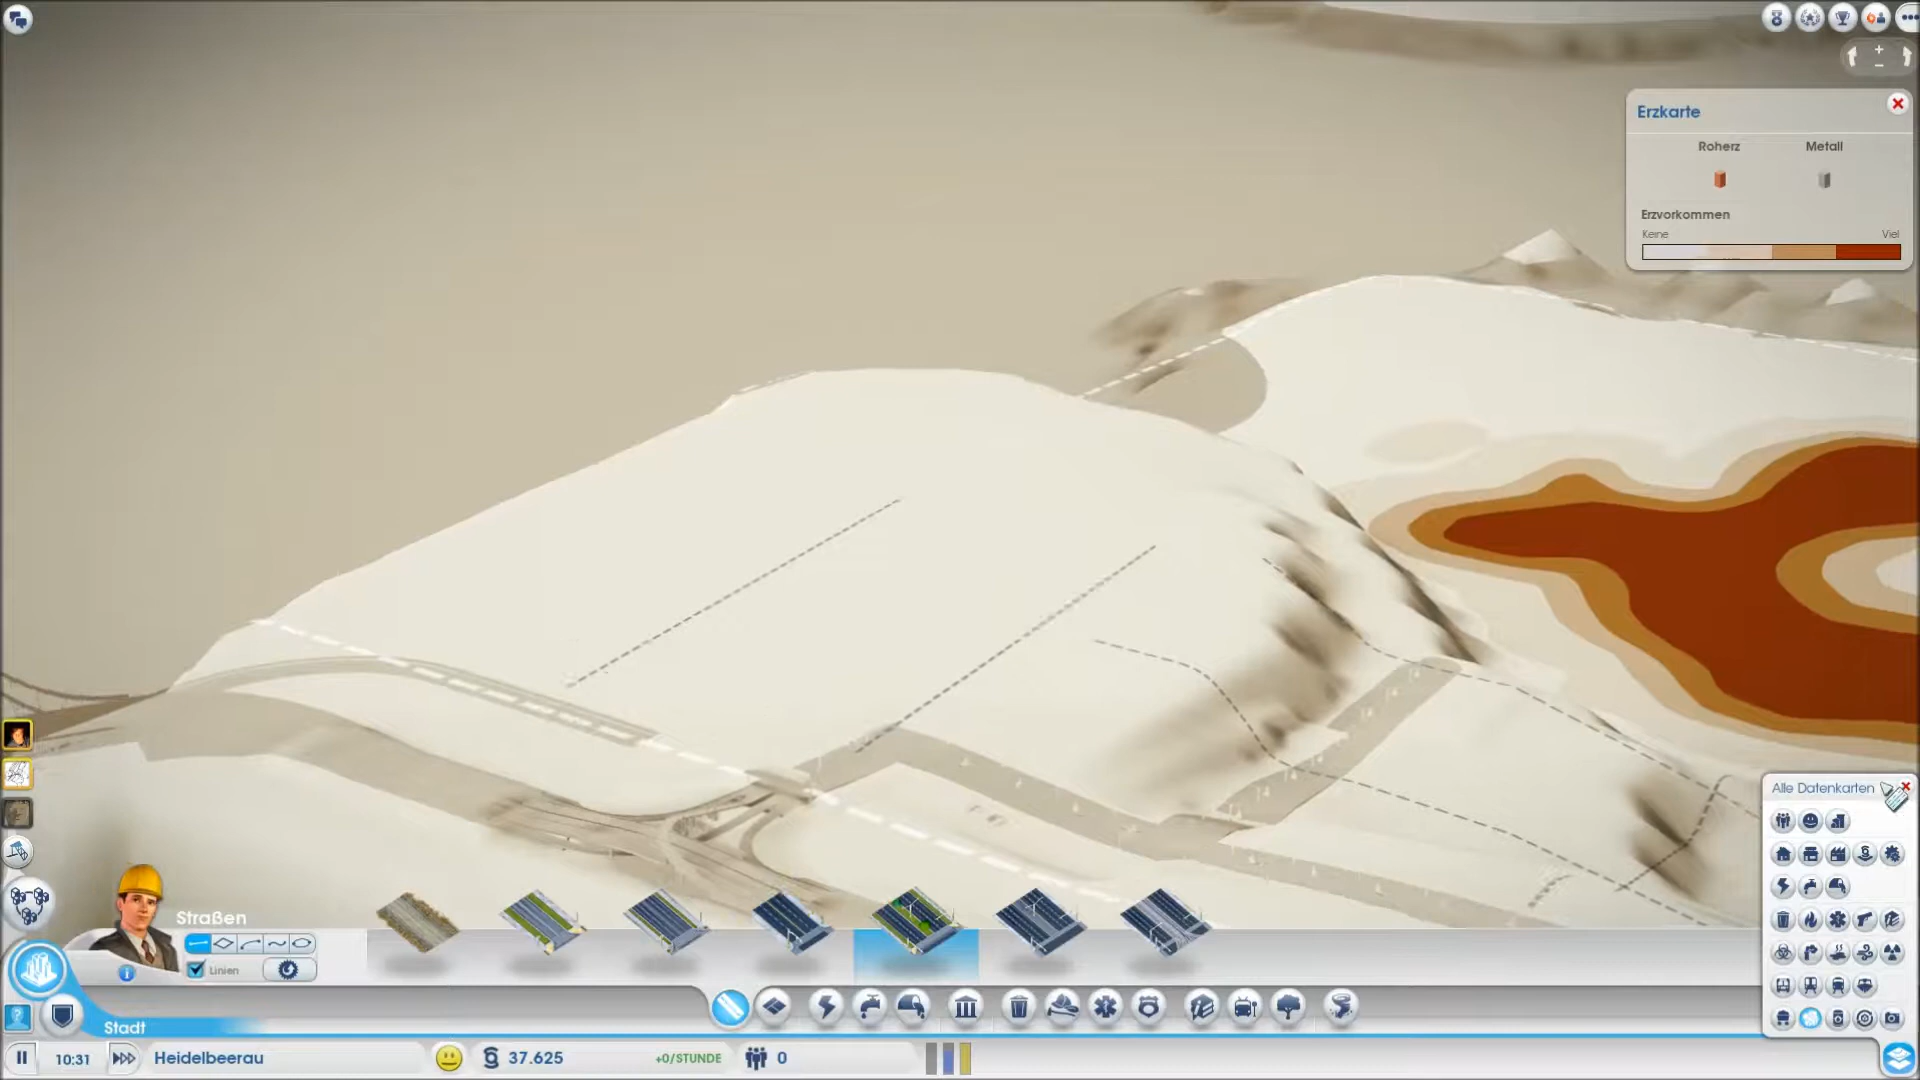 Erzkarte
Roherz Metall
Erzvorkommen
Keine Viel
Alle Datenkarten
Straßen
Linien
Stadt
10:31 Heidelbeerau 37.625 +0/STUNDE 0